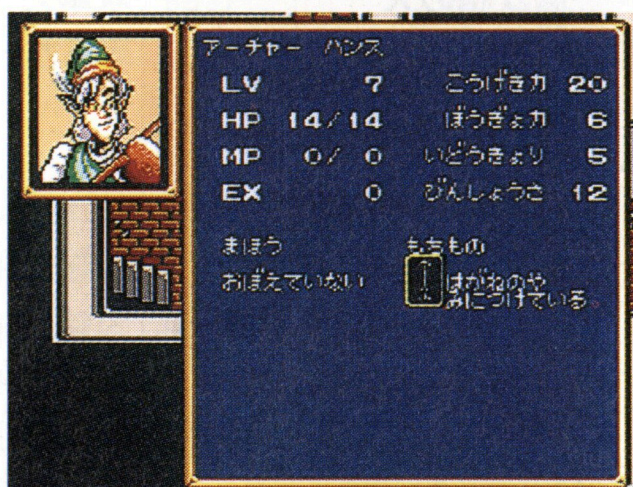 アーチャー ハンス
LV 7 こうげき力 20
HP 14/14 ぼうぎょ力 6
MP 0/ 0 いどうきょり 5
EX 0 びんしょうさ 12
まほう もちもの
おぼえていない はがねのや
みにつけている。